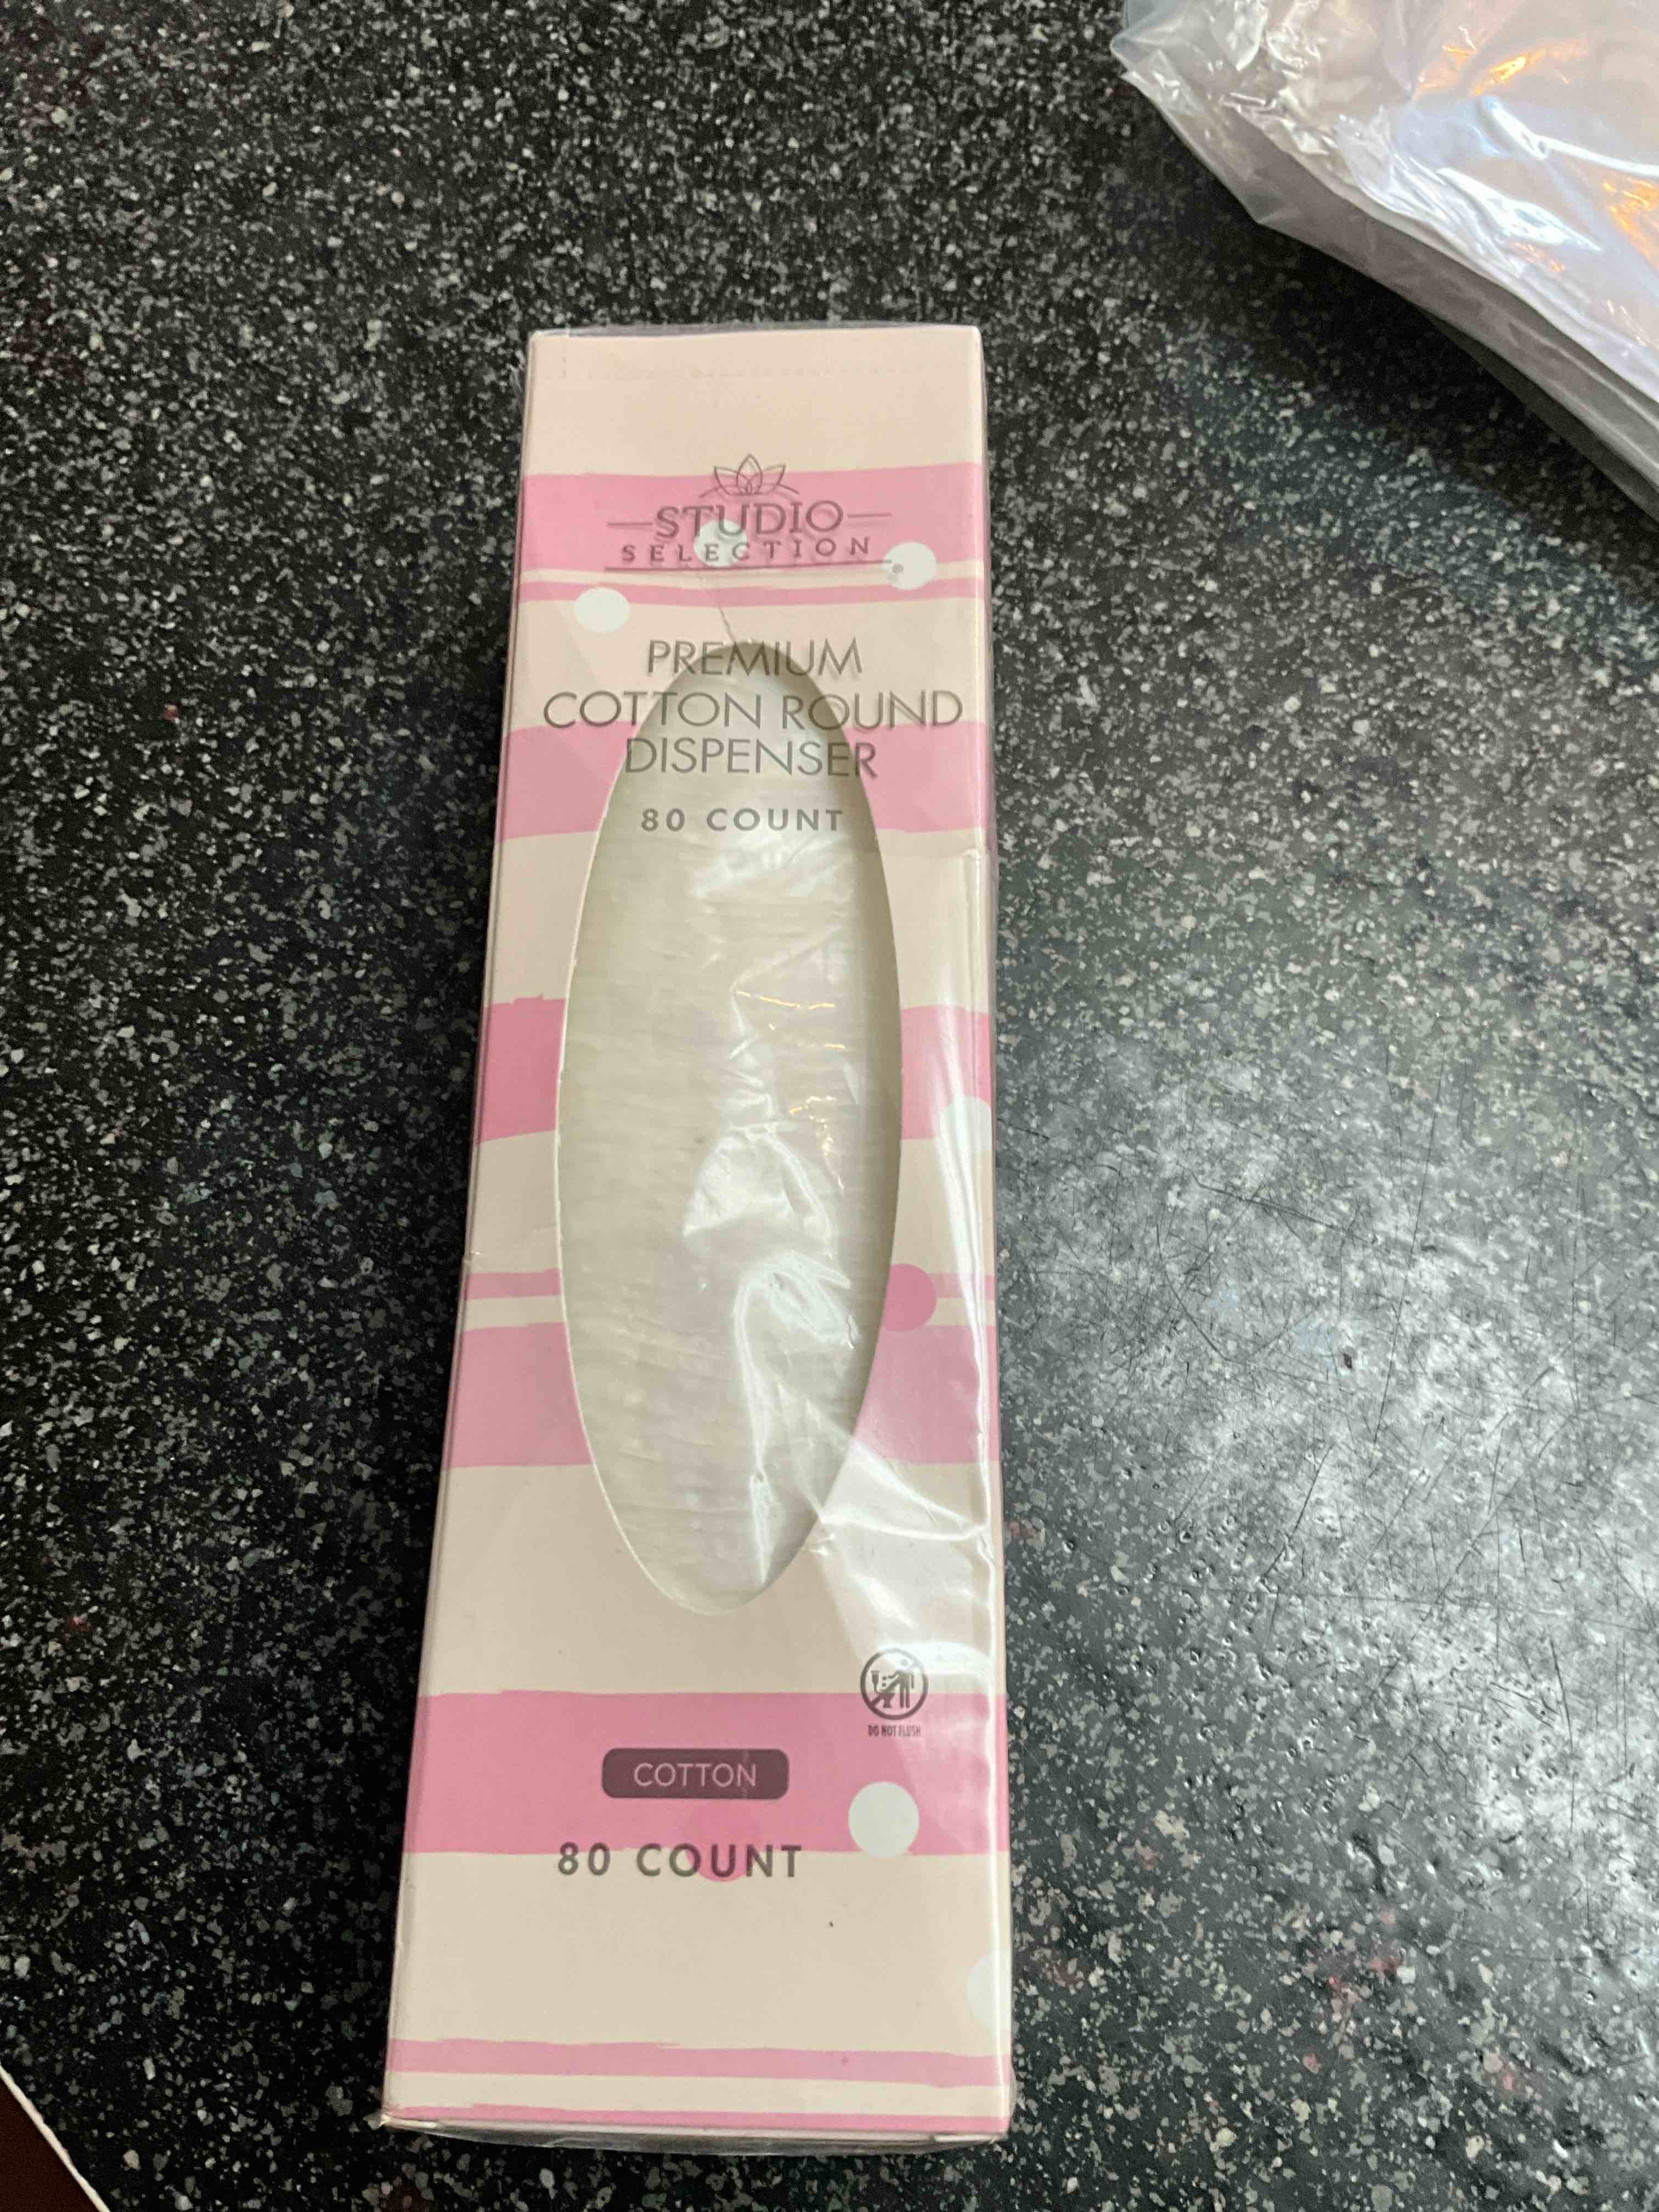 STUDIO
SELECTION
PREMIUM
COTTON ROUND
DISPENSER
80 COUNT
DO NOT FLUSH
COTTON
80 COUNT